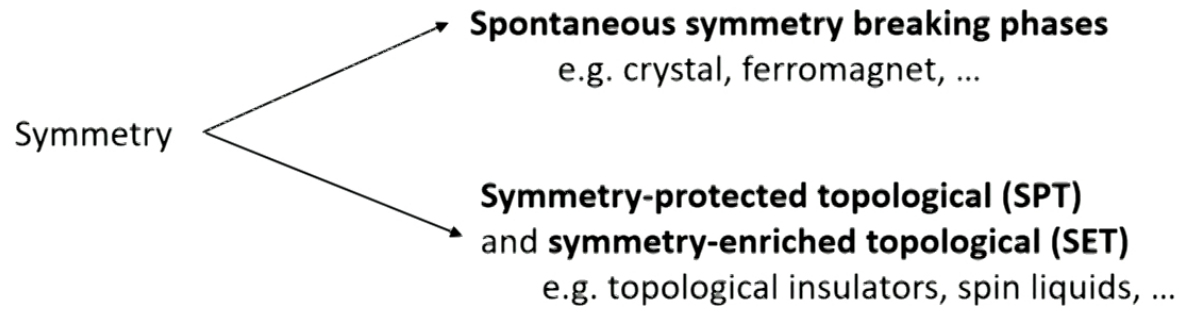 Spontaneous symmetry breaking phases
e.g. crystal, ferromagnet, ...
Symmetry
Symmetry-protected topological (SPT)
and symmetry-enriched topological (SET)
e.g. topological insulators, spin liquids, ...